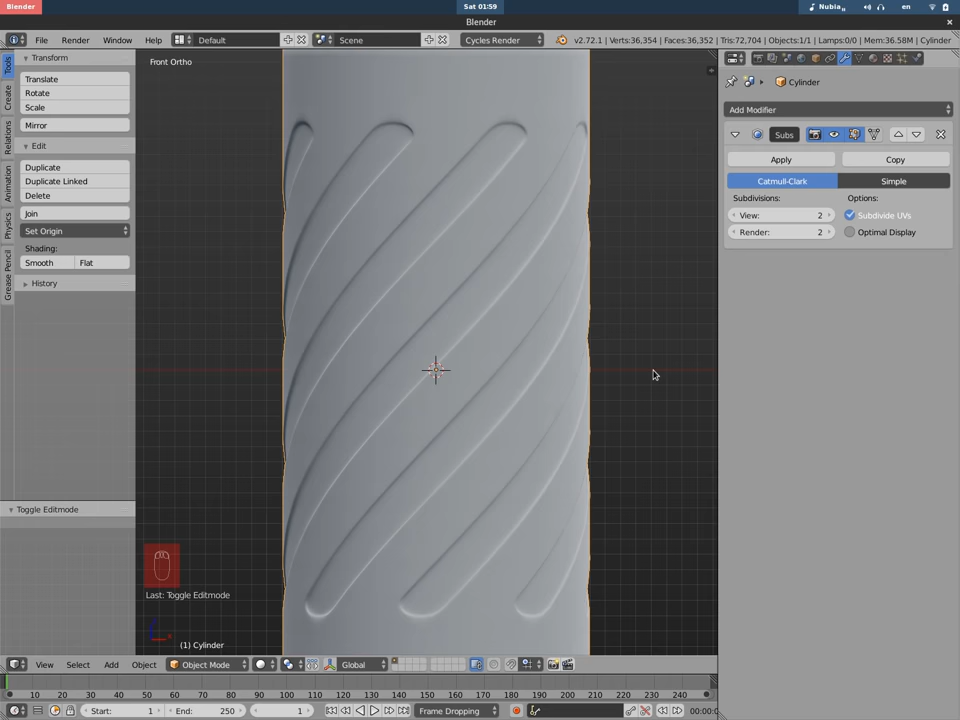 Blender
Sat 01:59
Nubia
en
Blender
File Render Window Help Default Scene Cycles Render v2.72.1 | Verts:36,354 | Faces:36,352 | Tris:72,704 | Objects:1/1 | Lamps:0/0 | Mem:36.58M | Cylinder
Tools
Create
Relations
Animation
Physics
Grease Pencil
Transform
Translate
Rotate
Scale
Mirror
Edit
Duplicate
Duplicate Linked
Delete
Join
Set Origin
Shading:
Smooth Flat
History
Toggle Editmode
Front Ortho
Last: Toggle Editmode
(1) Cylinder
Cylinder
Add Modifier
Subs
Apply Copy
Catmull-Clark Simple
Subdivisions: Options:
View: 2 Subdivide UVs
Render: 2 Optimal Display
View Select Add Object Object Mode Global
10 20 30 40 50 60 70 80 90 100 110 120 130 140 150 160 170 180 190 200 210 220 230 240
Start: 1 End: 250 1 Frame Dropping 00:00: